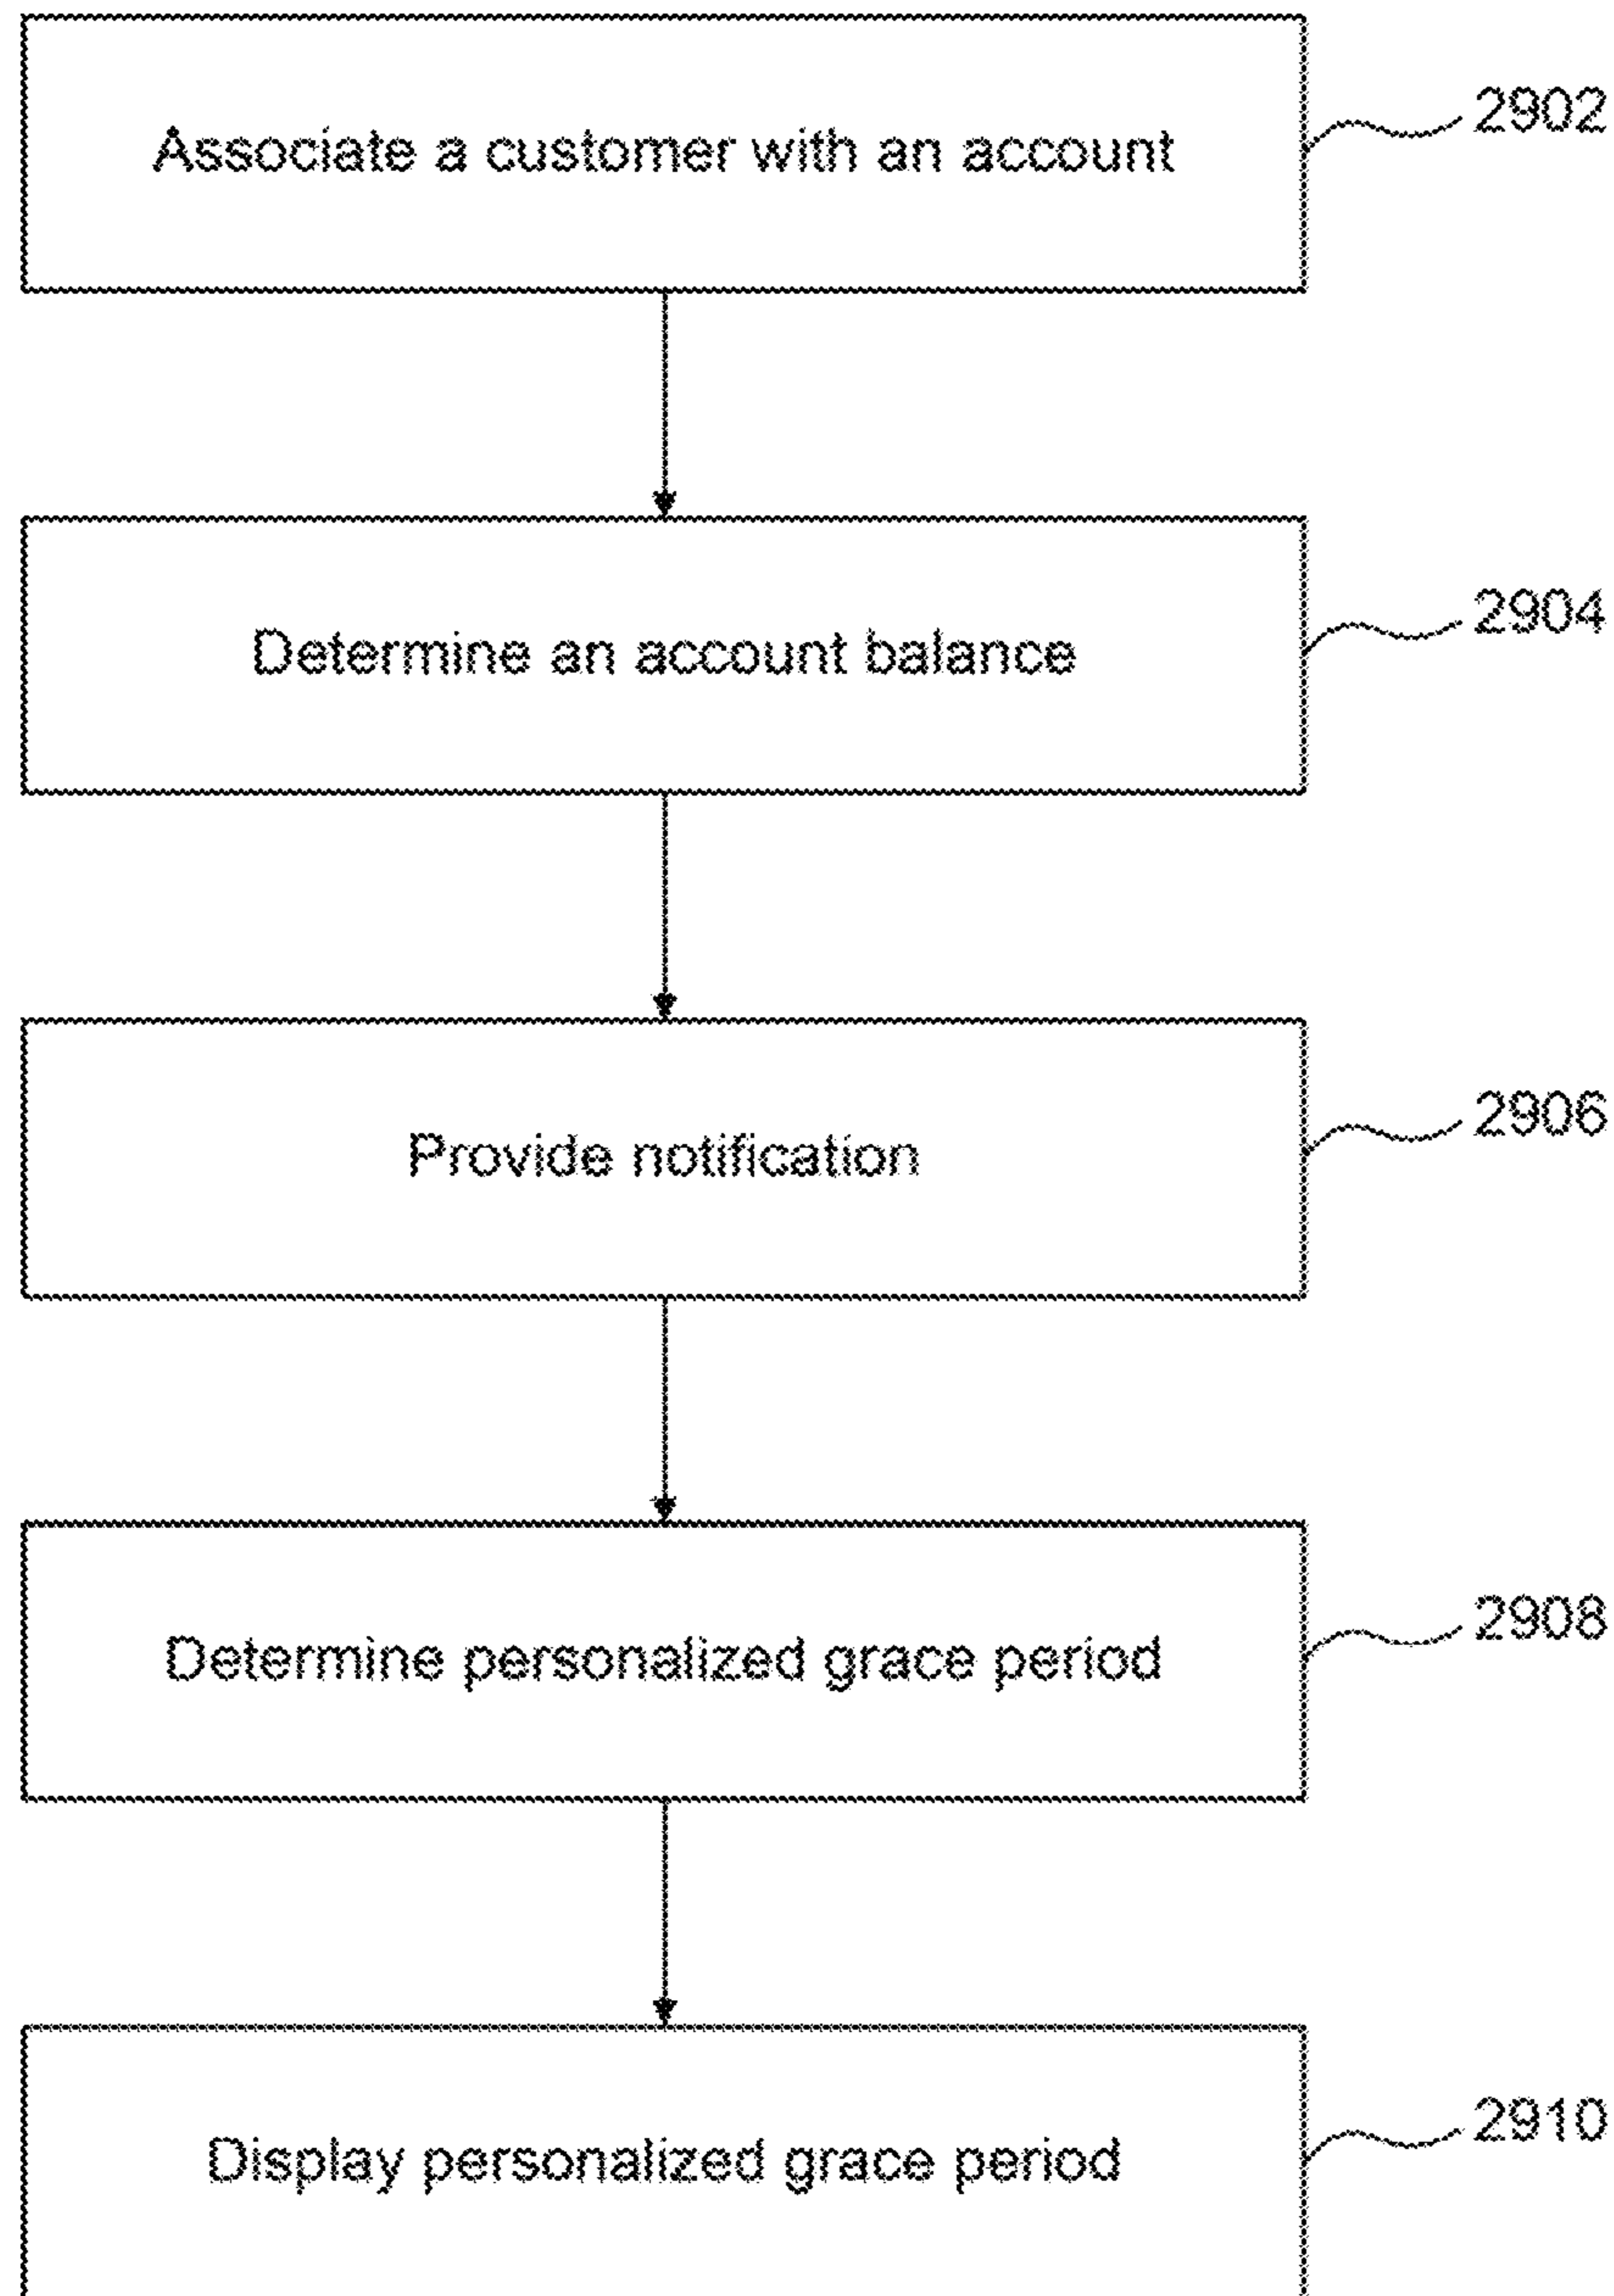 Associate a customer with an account
2902
Determine an account balance
2904
Provide notification
2906
Determine personalized grace period
2908
Display personalized grace period
2910